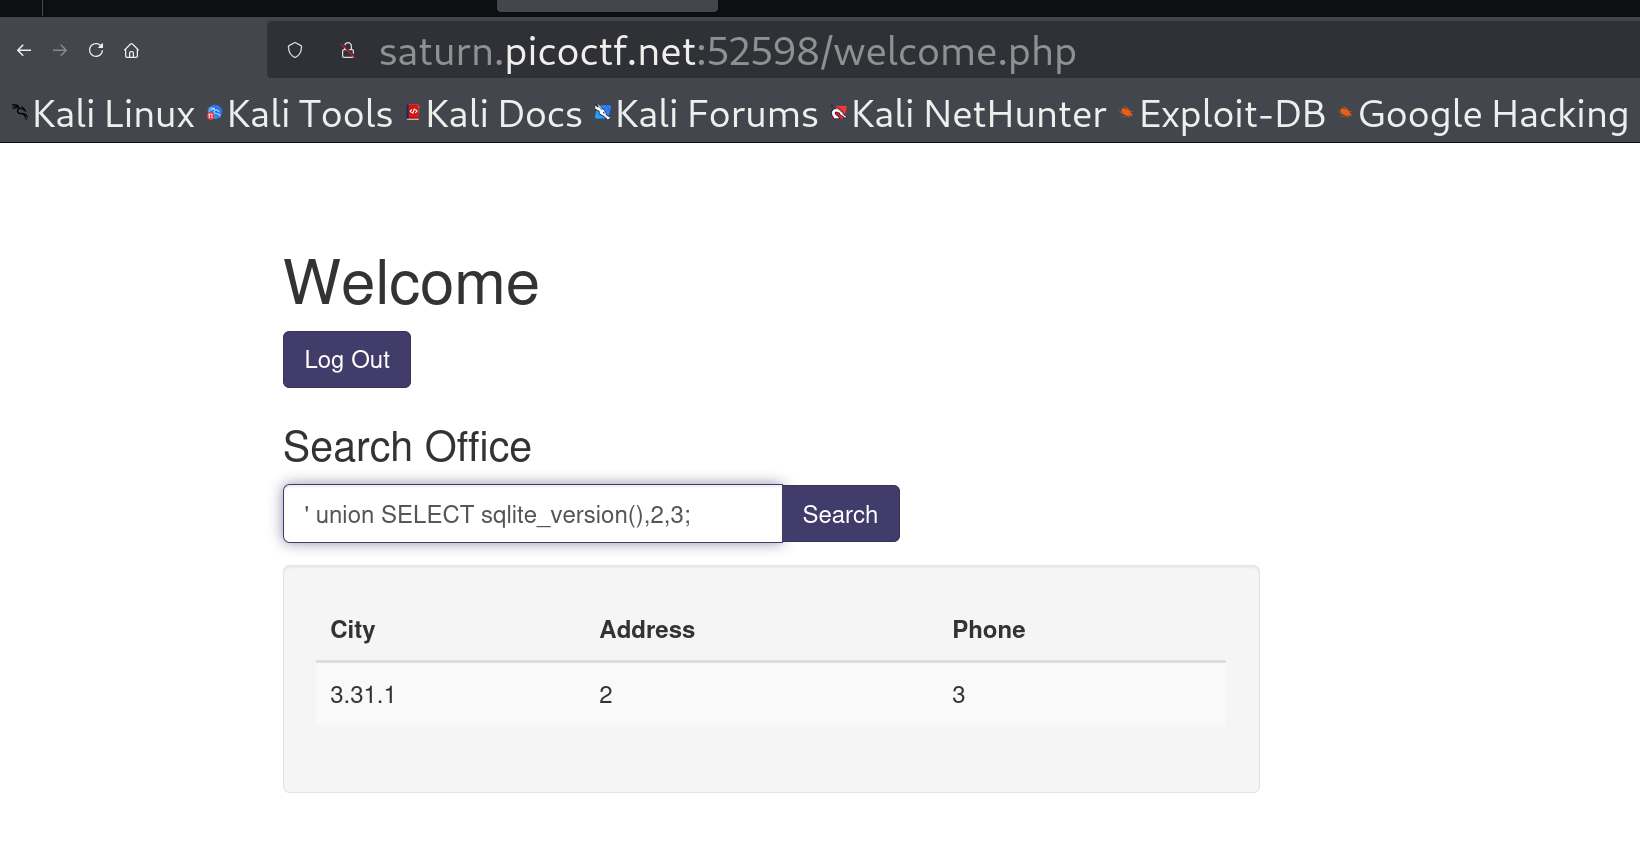 saturn.picoctf.net:52598/welcome.php
Kali Linux Kali Tools Kali Docs Kali Forums Kali NetHunter Exploit-DB Google Hacking
Welcome
Log Out
Search Office
' union SELECT sqlite_version(),2,3; Search
City Address Phone
3.31.1 2 3